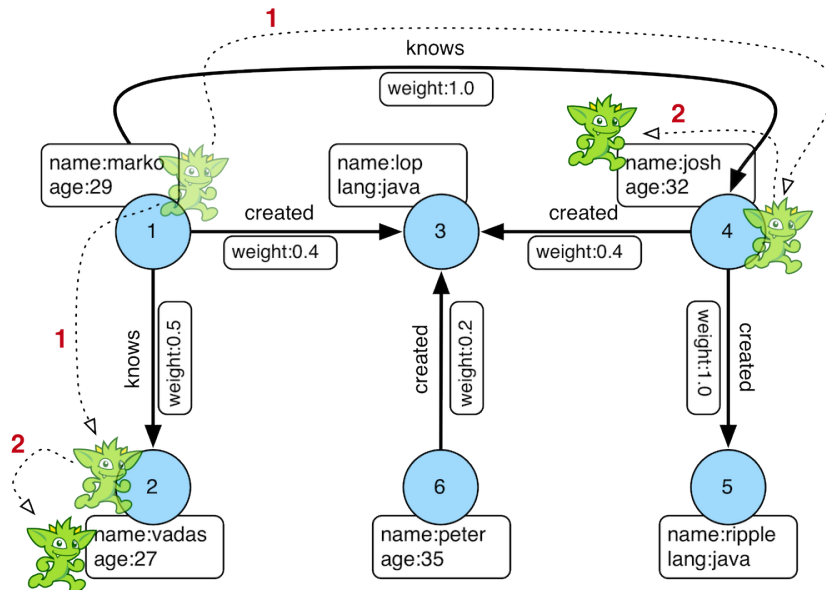 1
knows
weight:1.0
2
name:marko
age:29
name:lop
lang:java
name:josh
age:32
1
created
weight:0.4
3
created
weight:0.4
4
1
knows
weight:0.5
created
weight:0.2
weight:1.0
created
2
2
6
5
name:vadas
age:27
name:peter
age:35
name:ripple
lang:java